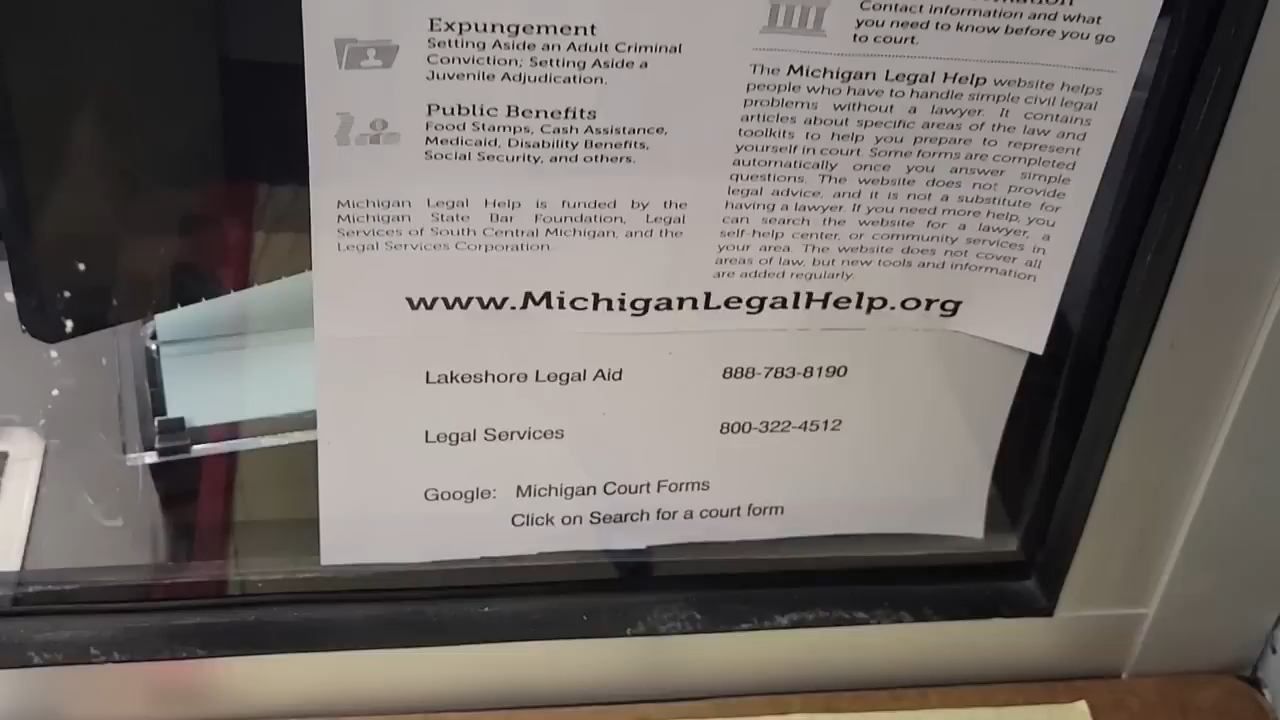 Expungement
Setting Aside an Adult Criminal
Conviction; Setting Aside a
Juvenile Adjudication.
Public Benefits
Food Stamps, Cash Assistance,
Medicaid, Disability Benefits,
Social Security, and others.
Michigan Legal Help is funded by the
Michigan State Bar Foundation, Legal
Services of South Central Michigan, and the
Legal Services Corporation.
Contact information and what
you need to know before you go
to court.
The Michigan Legal Help website helps
people who have to handle simple civil legal
problems without a lawyer. It contains
articles about specific areas of the law and
toolkits to help you prepare to represent
yourself in court. Some forms are completed
automatically once you answer simple
questions. The website does not provide
legal advice, and it is not a substitute for
having a lawyer. If you need more help, you
can search the website for a lawyer, a
self-help center, or community services in
your area. The website does not cover all
areas of law, but new tools and information
are added regularly.
www.MichiganLegalHelp.org
Lakeshore Legal Aid 888-783-8190
Legal Services 800-322-4512
Google: Michigan Court Forms
Click on Search for a court form